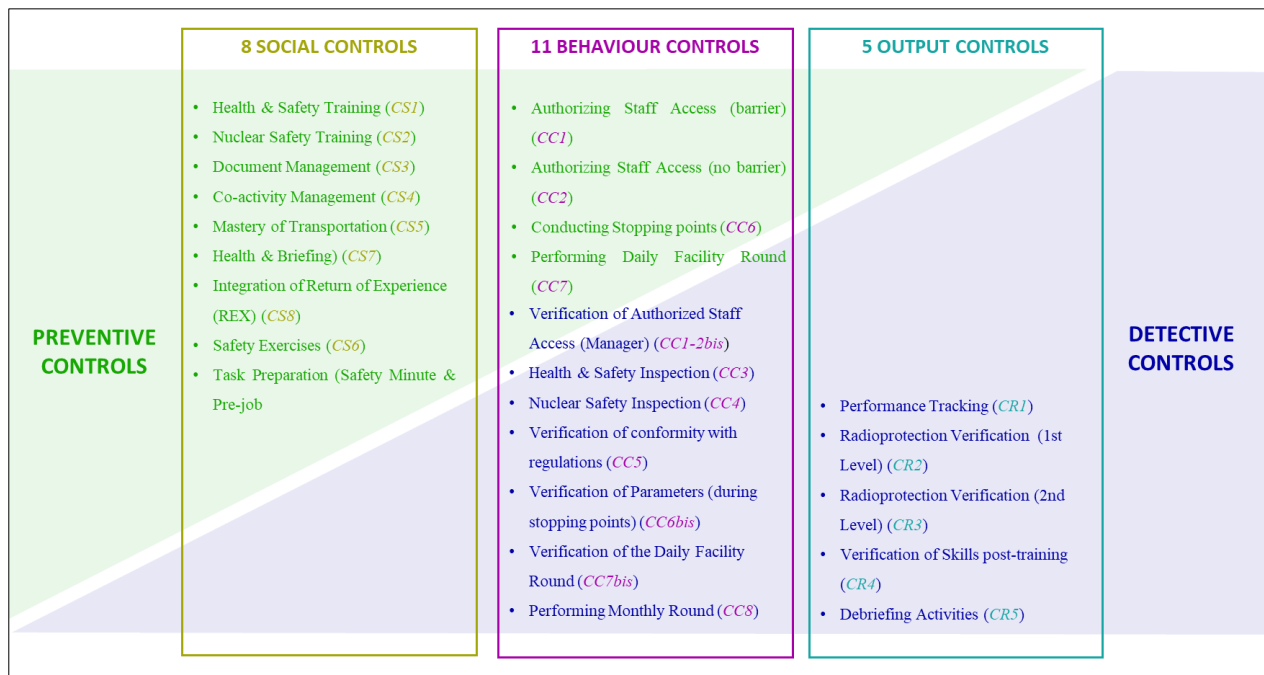 8 SOCIAL CONTROLS
11 BEHAVIOUR CONTROLS
5 OUTPUT CONTROLS
PREVENTIVE
CONTROLS
• Health & Safety Training (CS1)
• Nuclear Safety Training (CS2)
• Document Management (CS3)
• Co-activity Management (CS4)
• Mastery of Transportation (CS5)
• Health & Briefing) (CS7)
• Integration of Return of Experience
(REX) (CS8)
• Safety Exercises (CS6)
• Task Preparation (Safety Minute &
Pre-job
• Authorizing Staff Access (barrier)
(CC1)
• Authorizing Staff Access (no barrier)
(CC2)
• Conducting Stopping points (CC6)
• Performing Daily Facility Round
(CC7)
• Verification of Authorized Staff
Access (Manager) (CC1-2bis)
• Health & Safety Inspection (CC3)
• Nuclear Safety Inspection (CC4)
• Verification of conformity with
regulations (CC5)
• Verification of Parameters (during
stopping points) (CC6bis)
• Verification of the Daily Facility
Round (CC7bis)
• Performing Monthly Round (CC8)
• Performance Tracking (CR1)
• Radioprotection Verification (1st
Level) (CR2)
• Radioprotection Verification (2nd
Level) (CR3)
• Verification of Skills post-training
(CR4)
• Debriefing Activities (CR5)
DETECTIVE
CONTROLS